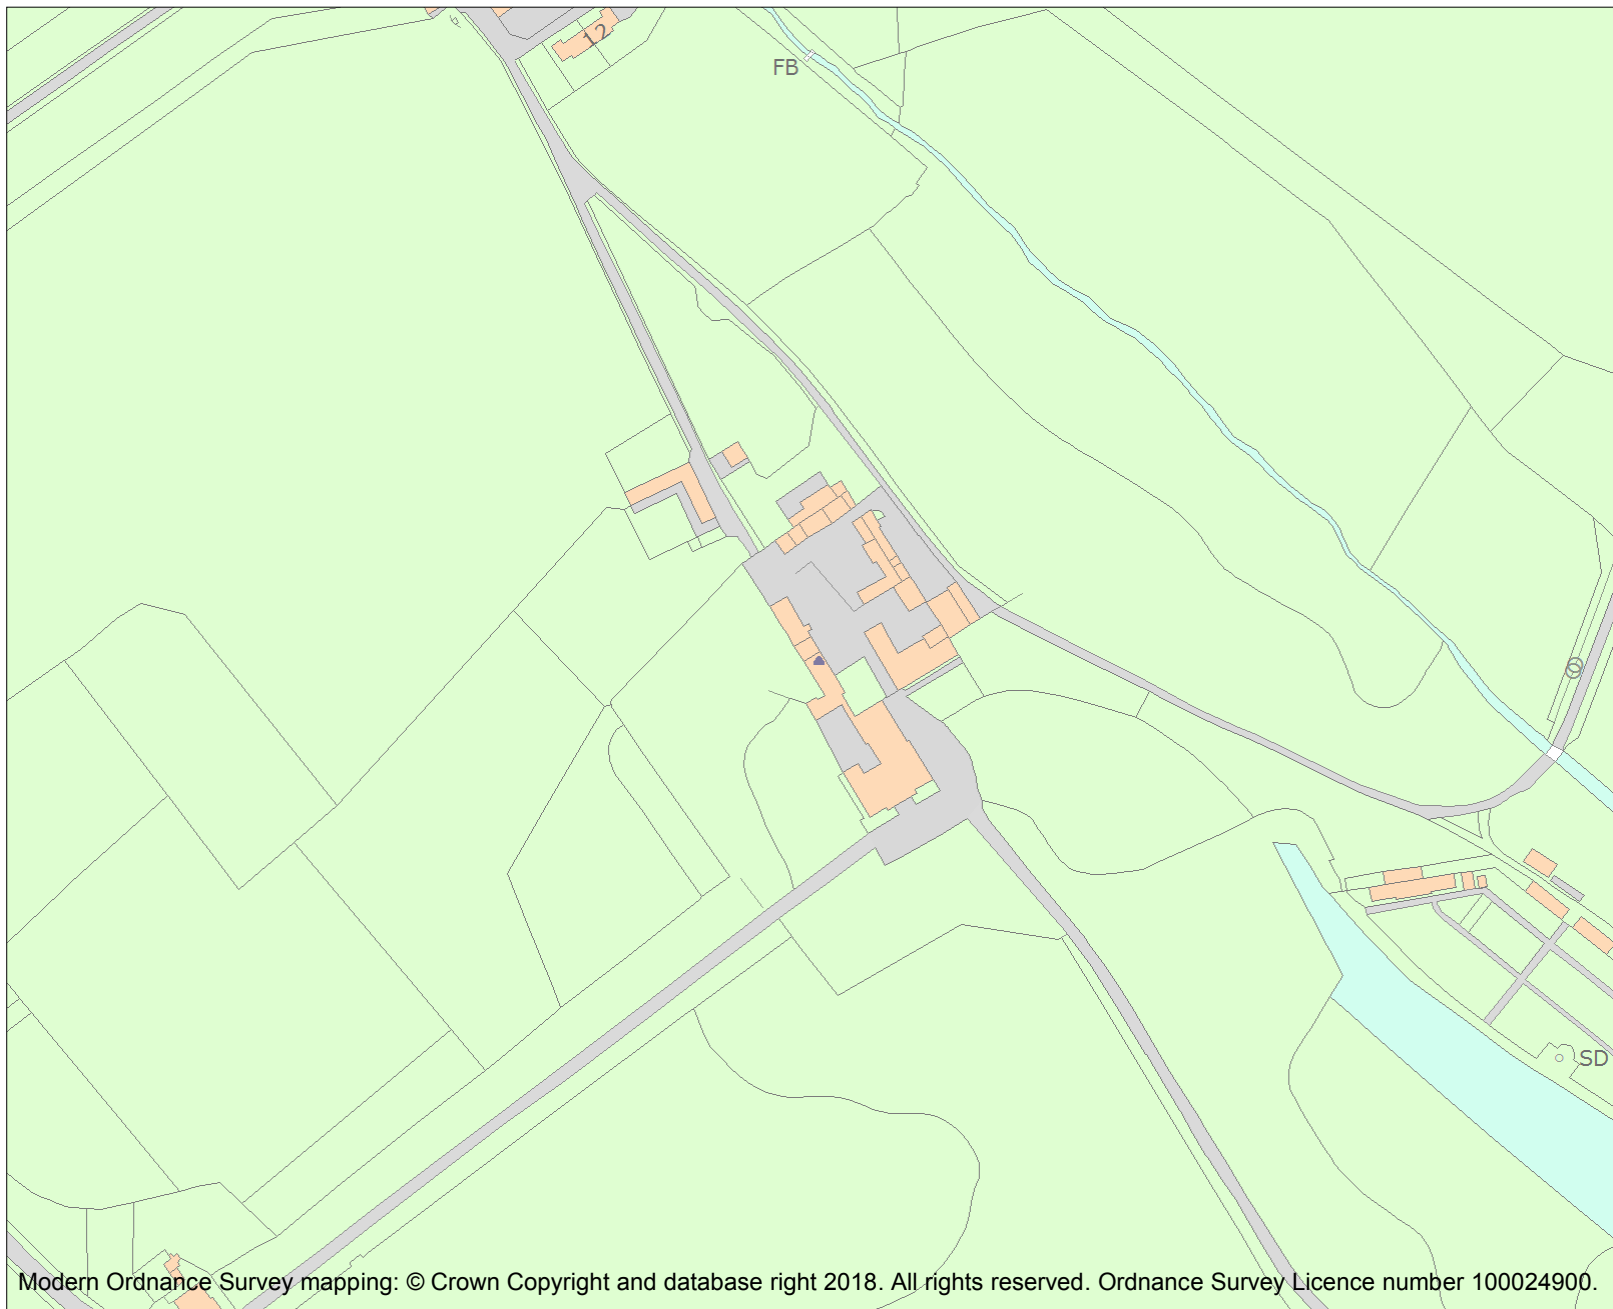 12
FB
SD
Modern Ordnance Survey mapping: © Crown Copyright and database right 2018. All rights reserved. Ordnance Survey Licence number 100024900.